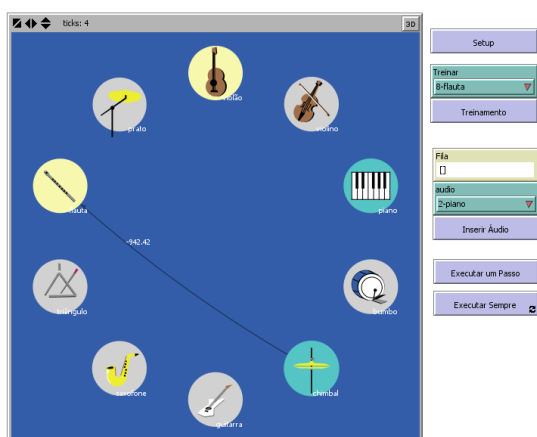 ticks: 4
3D
Setup
Treinar
8-flauta
Treinamento
Fila
[]
audio
2-piano
Inserir Áudio
Executar um Passo
Executar Sempre
violão
prato
violino
flauta
piano
-942.42
triângulo
bumbo
saxofone
chimbal
guitarra